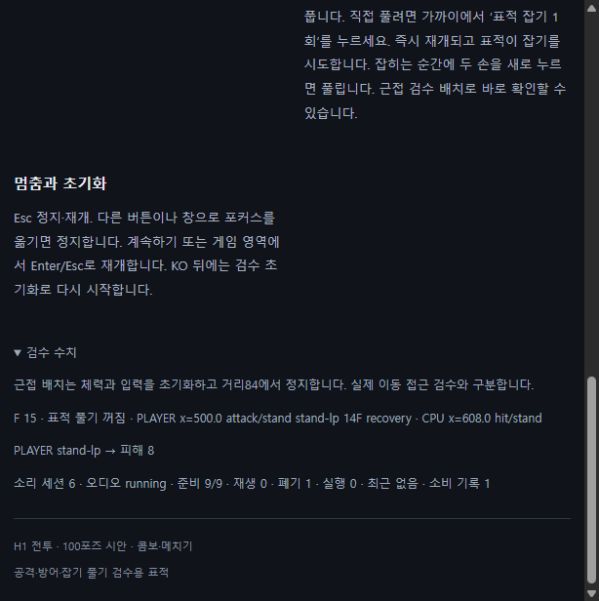 풉니다. 직접 풀려면 가까이에서 '표적 잡기 1
회'를 누르세요. 즉시 재개되고 표적이 잡기를
시도합니다. 잡히는 순간에 두 손을 새로 누르
면 풀립니다. 근접 검수 배치로 바로 확인할 수
있습니다.
멈춤과 초기화
Esc 정지·재개. 다른 버튼이나 창으로 포커스를
옮기면 정지합니다. 계속하기 또는 게임 영역에
서 Enter/Esc로 재개합니다. KO 뒤에는 검수 초
기화로 다시 시작합니다.
▼ 검수 수치
근접 배치는 체력과 입력을 초기화하고 거리84에서 정지합니다. 실제 이동 접근 검수와 구분합니다.
F 15 · 표적 풀기 꺼짐 · PLAYER x=500.0 attack/stand stand-lp 14F recovery · CPU x=608.0 hit/stand
PLAYER stand-lp → 피해 8
소리 세션 6 · 오디오 running · 준비 9/9 · 재생 0 · 폐기 1 · 실행 0 · 최근 없음 · 소비 기록 1
H1 전투 · 100포즈 시안 · 콤보·메치기
공격·방어·잡기 풀기 검수용 표적